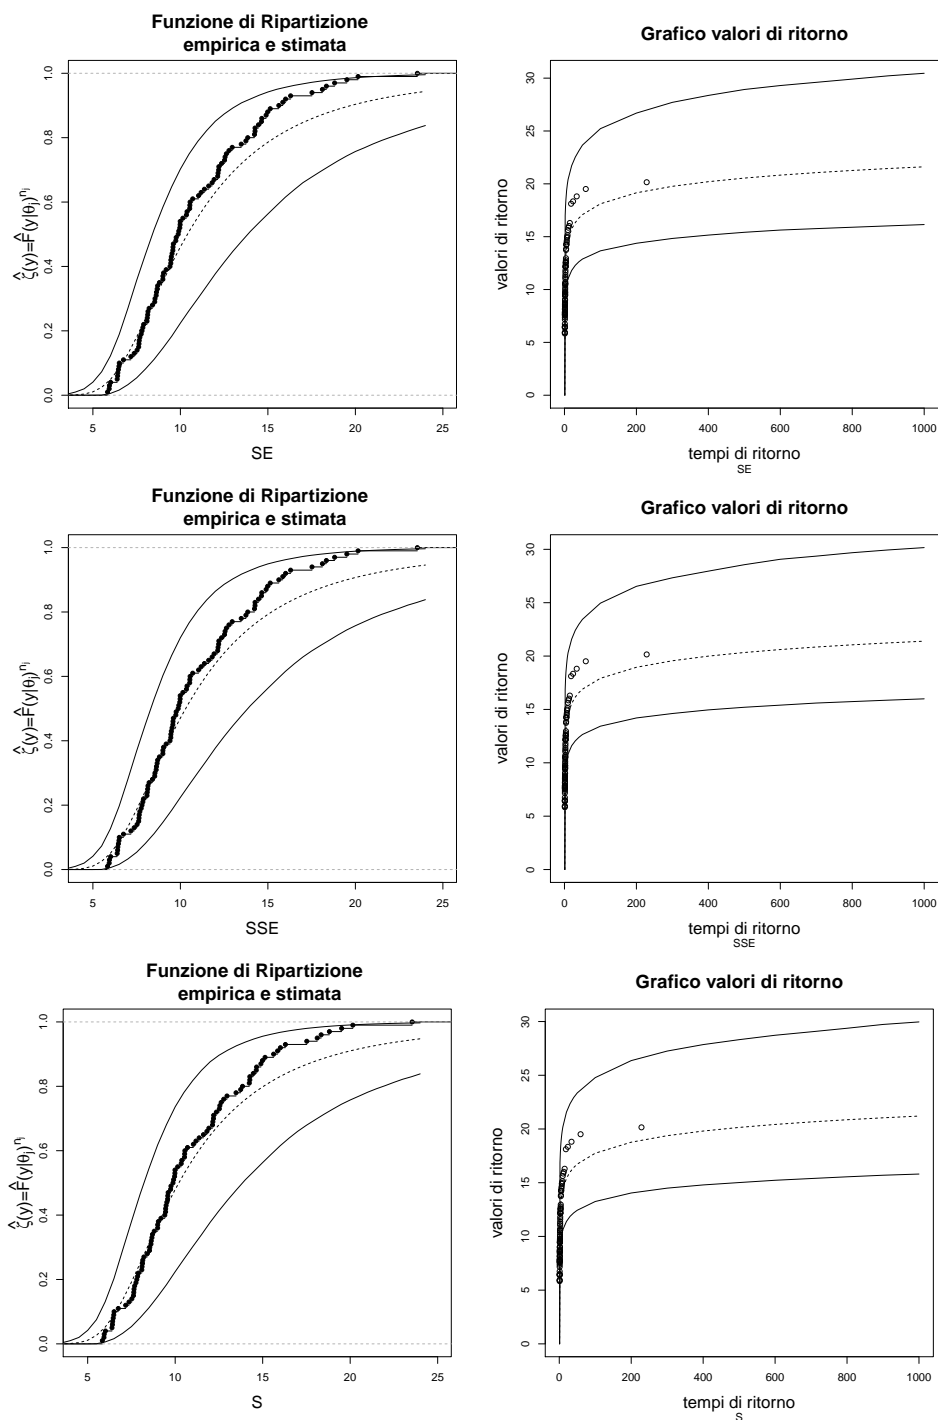 Funzione di Ripartizione
empirica e stimata
ζ̂(y)=F̂(y|θj)^nj
0.0 0.2 0.4 0.6 0.8 1.0
5 10 15 20 25
SE
Grafico valori di ritorno
valori di ritorno
0 5 10 15 20 25 30
0 200 400 600 800 1000
tempi di ritorno
SE
Funzione di Ripartizione
empirica e stimata
ζ̂(y)=F̂(y|θj)^nj
0.0 0.2 0.4 0.6 0.8 1.0
5 10 15 20 25
SSE
Grafico valori di ritorno
valori di ritorno
0 5 10 15 20 25 30
0 200 400 600 800 1000
tempi di ritorno
SSE
Funzione di Ripartizione
empirica e stimata
ζ̂(y)=F̂(y|θj)^nj
0.0 0.2 0.4 0.6 0.8 1.0
5 10 15 20 25
S
Grafico valori di ritorno
valori di ritorno
0 5 10 15 20 25 30
0 200 400 600 800 1000
tempi di ritorno
S